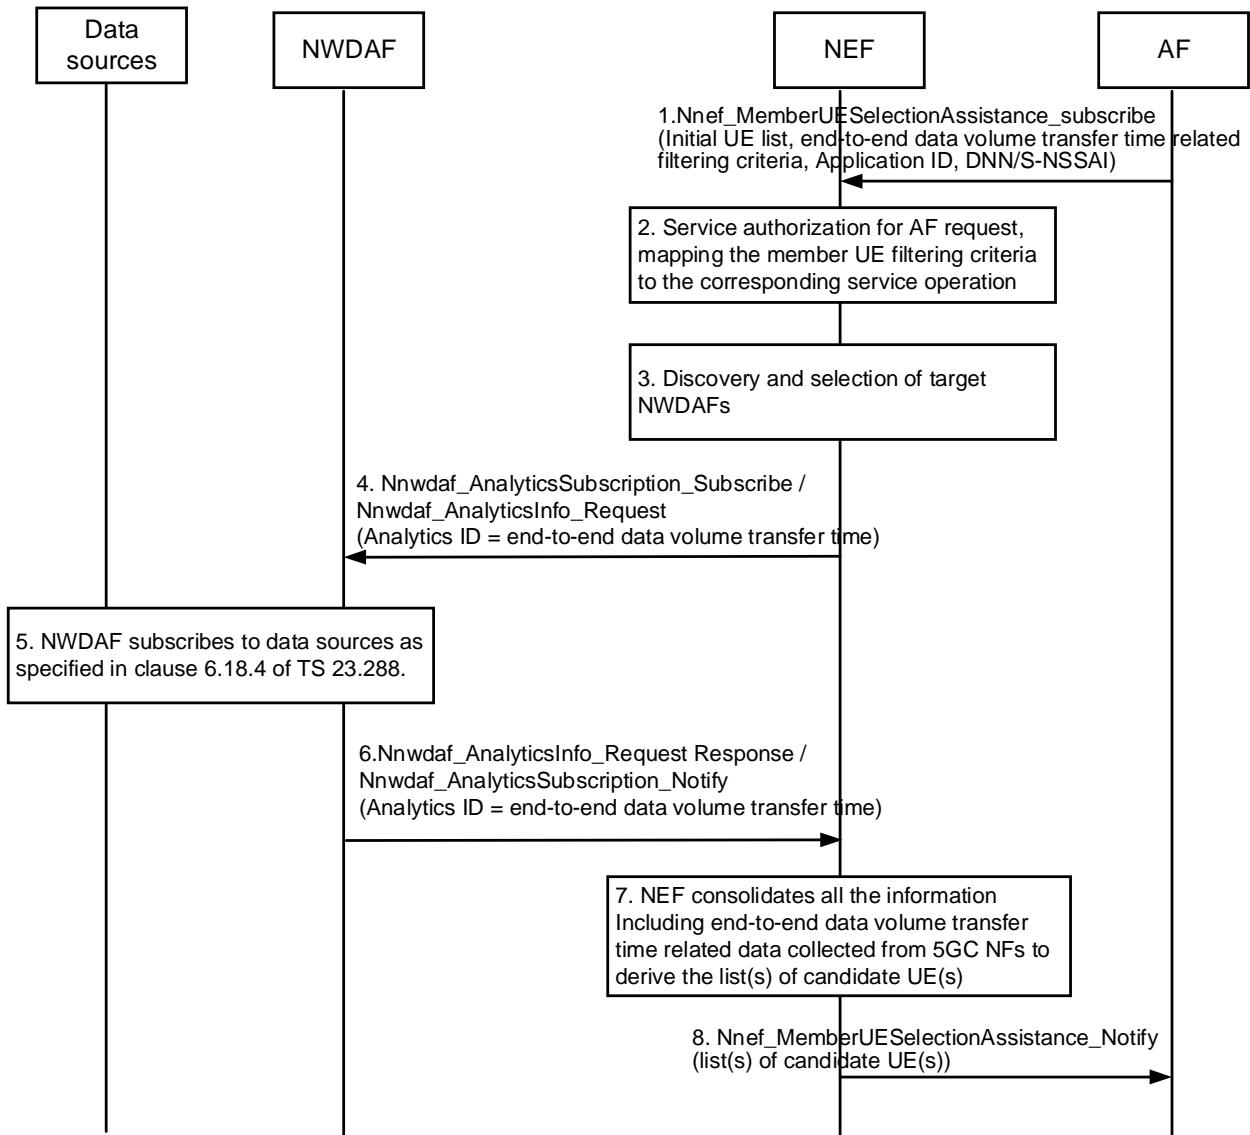 Data
sources
NWDAF
NEF
AF
1.Nnef_MemberUESelectionAssistance_subscribe
(Initial UE list, end-to-end data volume transfer time related
filtering criteria, Application ID, DNN/S-NSSAI)
2. Service authorization for AF request,
mapping the member UE filtering criteria
to the corresponding service operation
3. Discovery and selection of target
NWDAFs
4. Nnwdaf_AnalyticsSubscription_Subscribe /
Nnwdaf_AnalyticsInfo_Request
(Analytics ID = end-to-end data volume transfer time)
5. NWDAF subscribes to data sources as
specified in clause 6.18.4 of TS 23.288.
6.Nnwdaf_AnalyticsInfo_Request Response /
Nnwdaf_AnalyticsSubscription_Notify
(Analytics ID = end-to-end data volume transfer time)
7. NEF consolidates all the information
Including end-to-end data volume transfer
time related data collected from 5GC NFs to
derive the list(s) of candidate UE(s)
8. Nnef_MemberUESelectionAssistance_Notify
(list(s) of candidate UE(s))